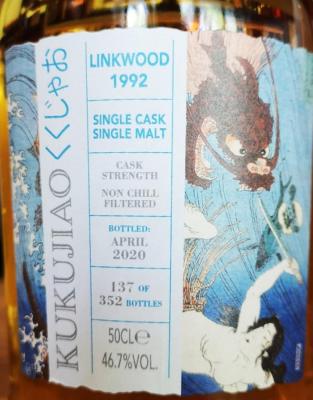 KUKUJIAO くくじゃお
LINKWOOD
1992
SINGLE CASK
SINGLE MALT
CASK
STRENGTH
NON CHILL
FILTERED
BOTTLED:
APRIL
2020
137 OF
352 BOTTLES
50CL℮
46.7%VOL.